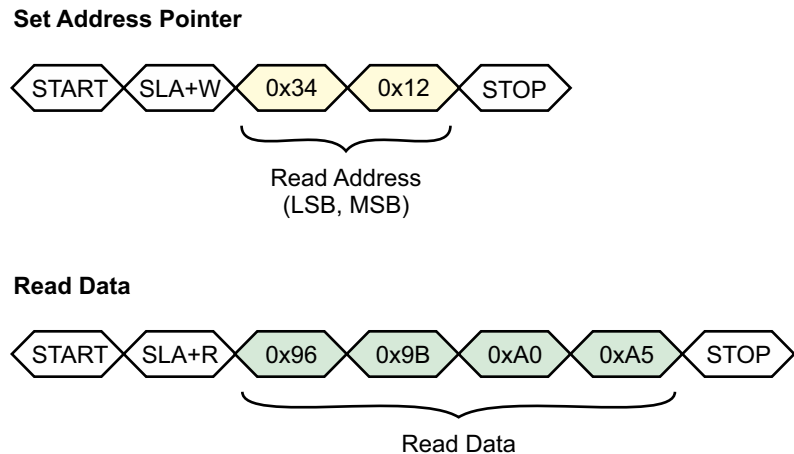 Set Address Pointer
START SLA+W 0x34 0x12 STOP
Read Address
(LSB, MSB)
Read Data
START SLA+R 0x96 0x9B 0xA0 0xA5 STOP
Read Data